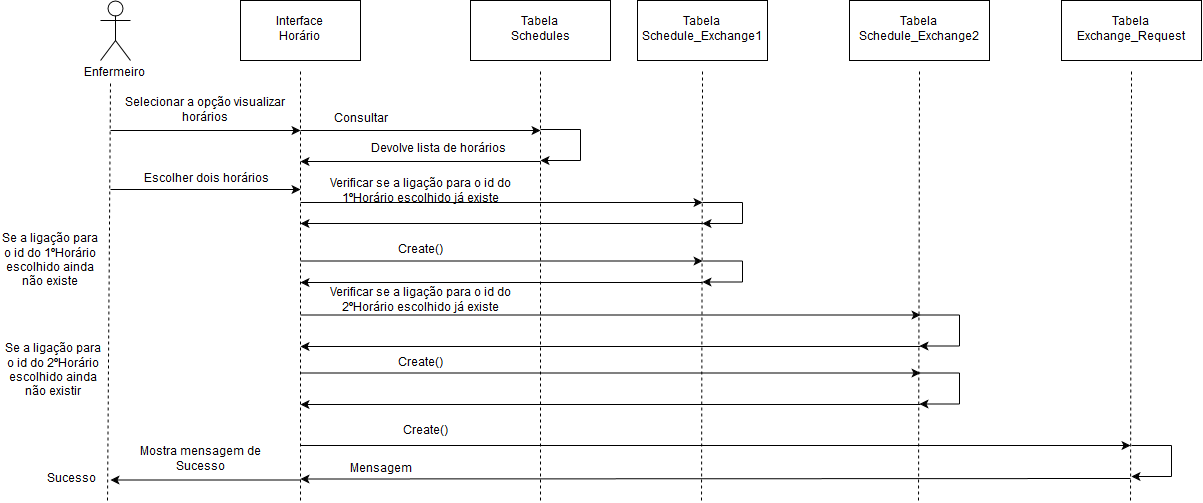 Interface
Horário
Tabela
Schedules
Tabela
Schedule_Exchange1
Tabela
Schedule_Exchange2
Tabela
Exchange_Request
Enfermeiro
Selecionar a opção visualizar
horários
Consultar
Devolve lista de horários
Escolher dois horários
Verificar se a ligação para o id do
1ºHorário escolhido já existe
Se a ligação para
o id do 1ºHorário
escolhido ainda
não existe
Create()
Verificar se a ligação para o id do
2ºHorário escolhido já existe
Se a ligação para
o id do 2ºHorário
escolhido ainda
não existir
Create()
Create()
Mostra mensagem de
Sucesso
Mensagem
Sucesso